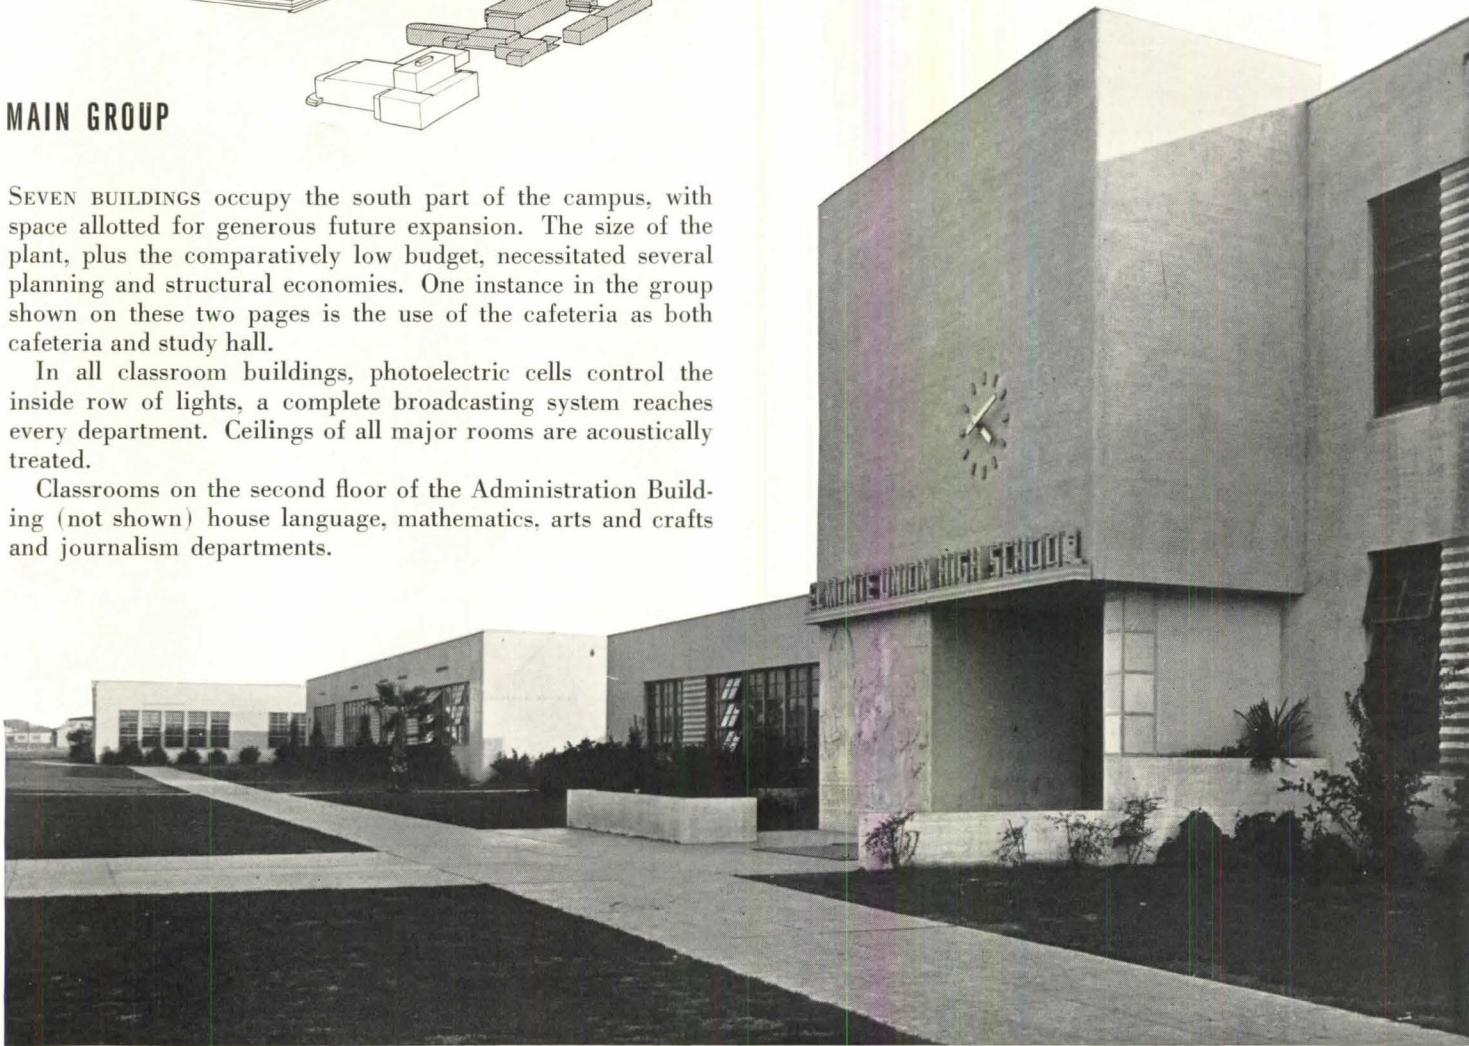 MAIN GROUP
SEVEN BUILDINGS occupy the south part of the campus, with
space allotted for generous future expansion. The size of the
plant, plus the comparatively low budget, necessitated several
planning and structural economies. One instance in the group
shown on these two pages is the use of the cafeteria as both
cafeteria and study hall.
In all classroom buildings, photoelectric cells control the
inside row of lights, a complete broadcasting system reaches
every department. Ceilings of all major rooms are acoustically
treated.
Classrooms on the second floor of the Administration Build-
ing (not shown) house language, mathematics, arts and crafts
and journalism departments.
EL MONTE UNION HIGH SCHOOL